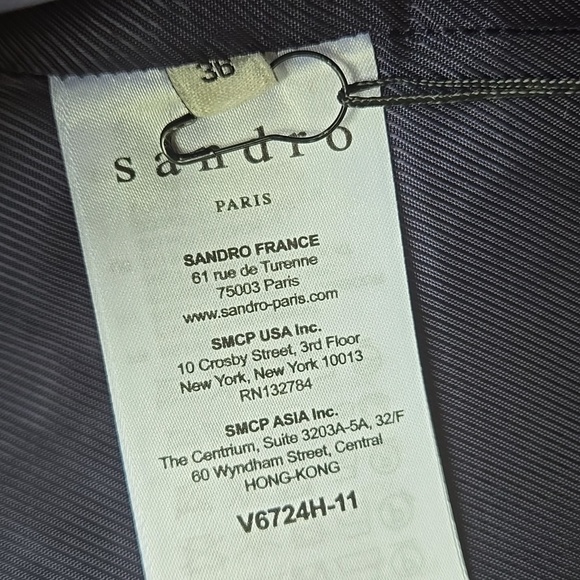 36
sandro
PARIS
SANDRO FRANCE
61 rue de Turenne
75003 Paris
www.sandro-paris.com
SMCP USA Inc.
10 Crosby Street, 3rd Floor
New York, New York 10013
RN132784
SMCP ASIA Inc.
The Centrium, Suite 3203A-5A, 32/F
60 Wyndham Street, Central
HONG-KONG
V6724H-11